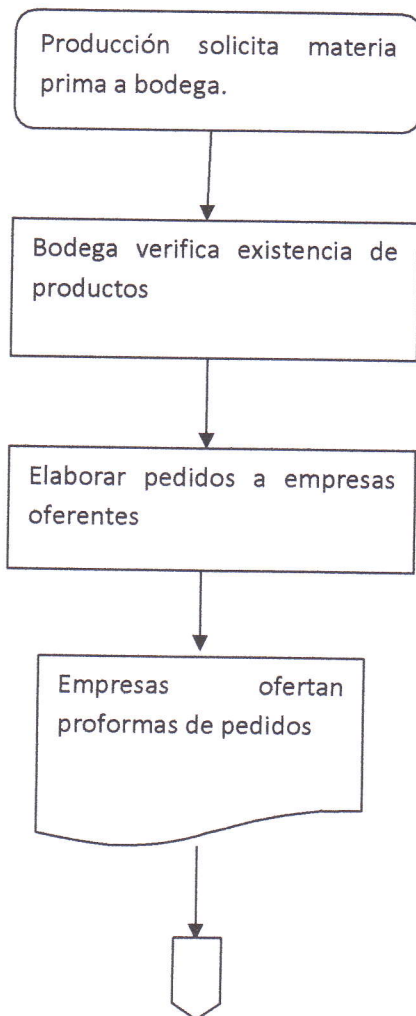 Producción solicita materia
prima a bodega.
Bodega verifica existencia de
productos
Elaborar pedidos a empresas
oferentes
Empresas ofertan
proformas de pedidos